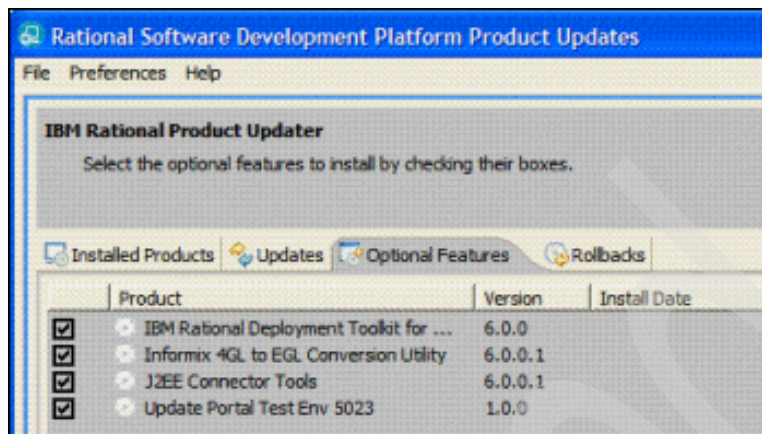 Rational Software Development Platform Product Updates
File Preferences Help
IBM Rational Product Updater
Select the optional features to install by checking their boxes.
Installed Products Updates Optional Features Rollbacks
Product Version Install Date
IBM Rational Deployment Toolkit for ... 6.0.0
Informix 4GL to EGL Conversion Utility 6.0.0.1
J2EE Connector Tools 6.0.0.1
Update Portal Test Env 5023 1.0.0